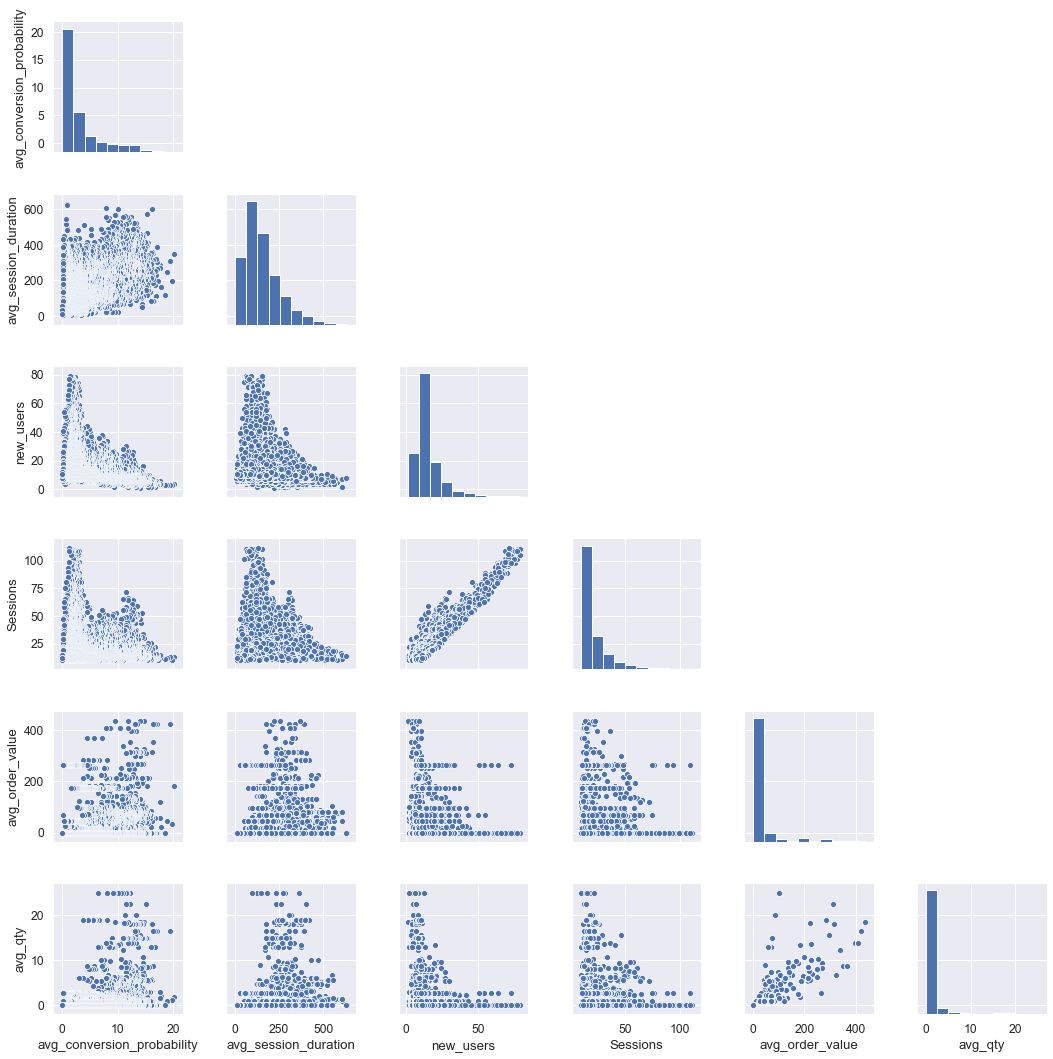 avg_conversion_probability
20
15
10
5
0
avg_session_duration
600
400
200
0
new_users
80
60
40
20
0
Sessions
100
75
50
25
avg_order_value
400
200
0
avg_qty
20
10
0
0 10 20
avg_conversion_probability
0 250 500
avg_session_duration
0 50
new_users
50 100
Sessions
0 200 400
avg_order_value
0 10 20
avg_qty